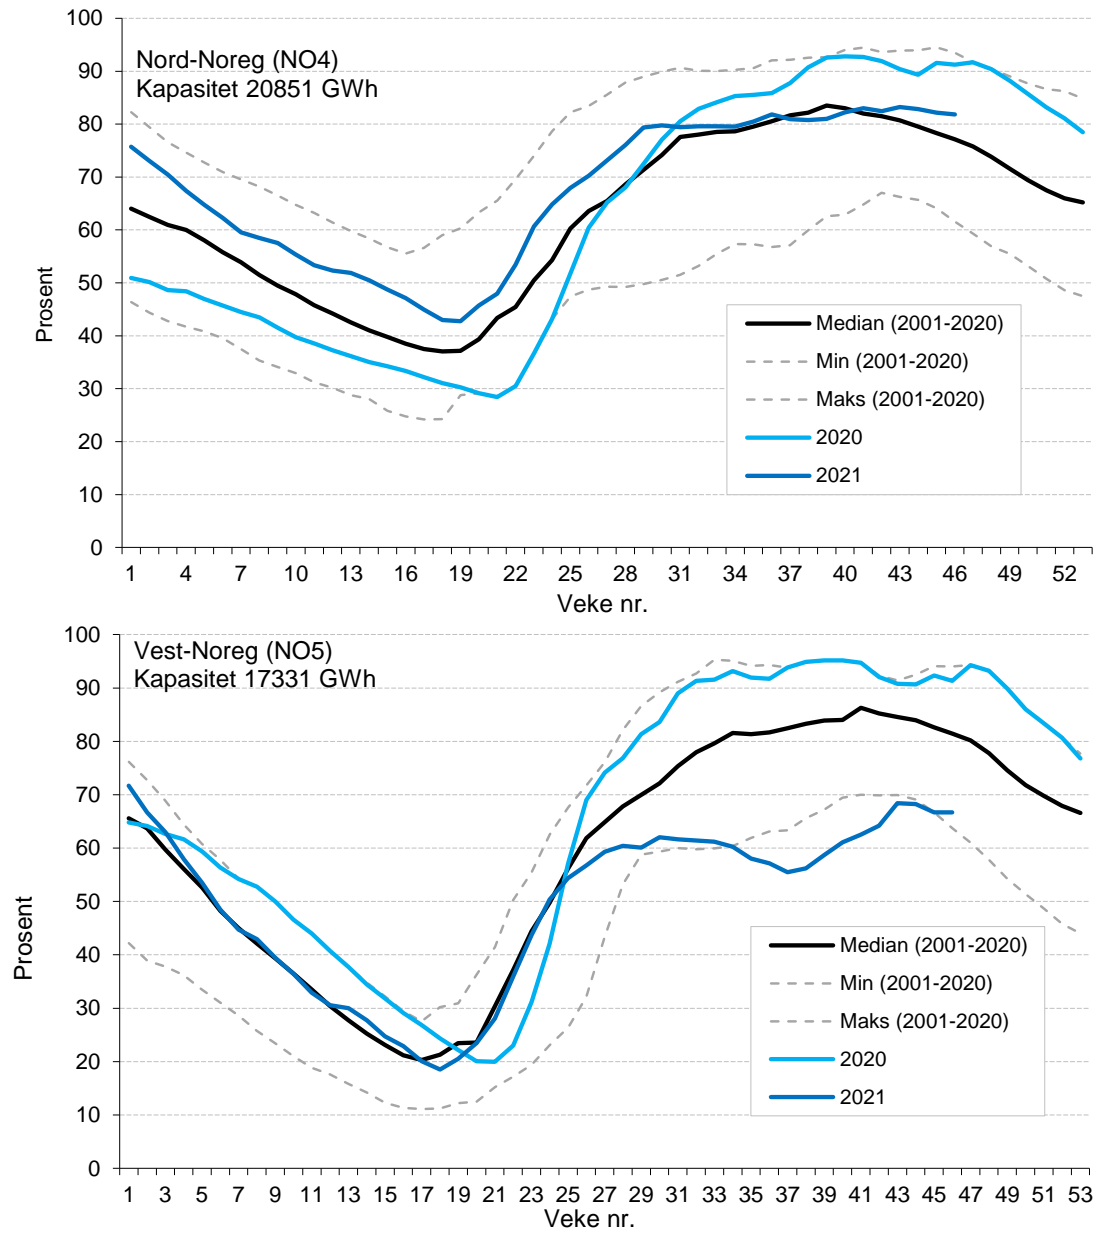 100
90
80
70
60
50
40
30
20
10
0
Prosent
Nord-Noreg (NO4)
Kapasitet 20851 GWh
Median (2001-2020)
Min (2001-2020)
Maks (2001-2020)
2020
2021
1 4 7 10 13 16 19 22 25 28 31 34 37 40 43 46 49 52
Veke nr.
100
90
80
70
60
50
40
30
20
10
0
Prosent
Vest-Noreg (NO5)
Kapasitet 17331 GWh
Median (2001-2020)
Min (2001-2020)
Maks (2001-2020)
2020
2021
1 3 5 7 9 11 13 15 17 19 21 23 25 27 29 31 33 35 37 39 41 43 45 47 49 51 53
Veke nr.